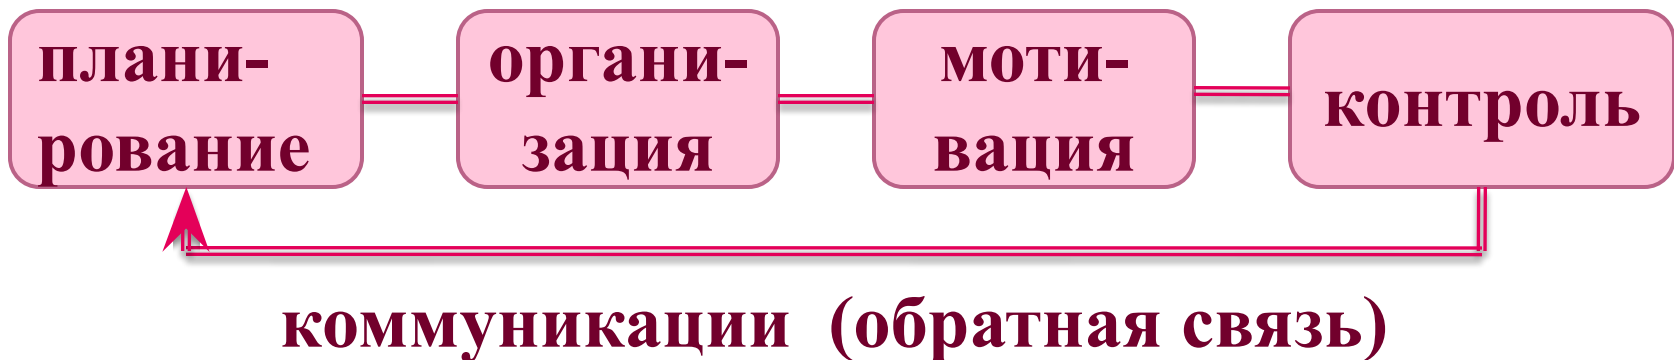 плани-
рование
органи-
зация
моти-
вация
контроль
коммуникации (обратная связь)